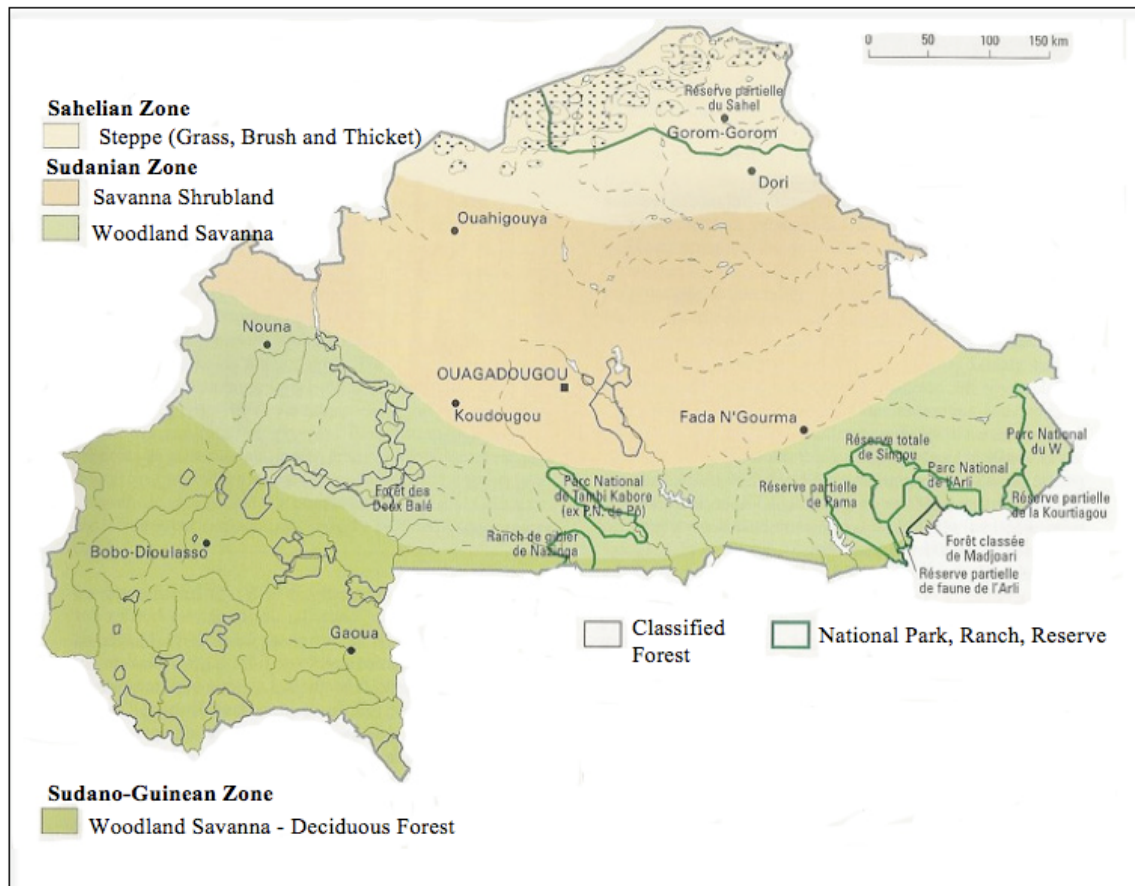 0 50 100 150 km
Sahelian Zone
Steppe (Grass, Brush and Thicket)
Sudanian Zone
Savanna Shrubland
Woodland Savanna
Réserve partielle
du Sahel
Gorom-Gorom
Dori
Ouahigouya
Nouna
OUAGADOUGOU
Koudougou
Fada N'Gourma
Réserve totale
de Singou
Parc National
du W
Parc National
de l'Arli
Réserve partielle
de Pama
Réserve partielle
de la Kourtiagou
Forêt des
Deux Balé
Parc National
de Tambi Kabore
(ex P.N. de Pô)
Ranch de gibier
de Nazinga
Forêt classée
de Madjoari
Réserve partielle
de faune de l'Arli
Bobo-Dioulasso
Gaoua
Classified
Forest
National Park, Ranch, Reserve
Sudano-Guinean Zone
Woodland Savanna - Deciduous Forest